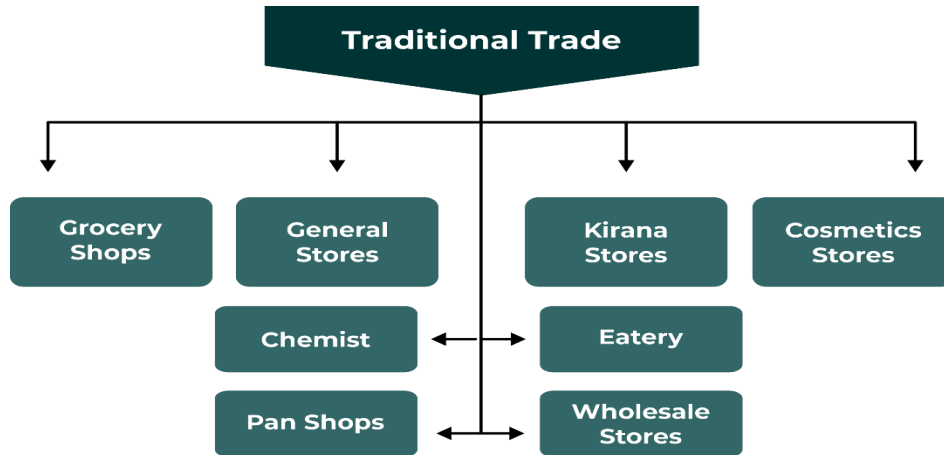 Traditional Trade
Grocery
Shops
General
Stores
Kirana
Stores
Cosmetics
Stores
Chemist
Eatery
Pan Shops
Wholesale
Stores